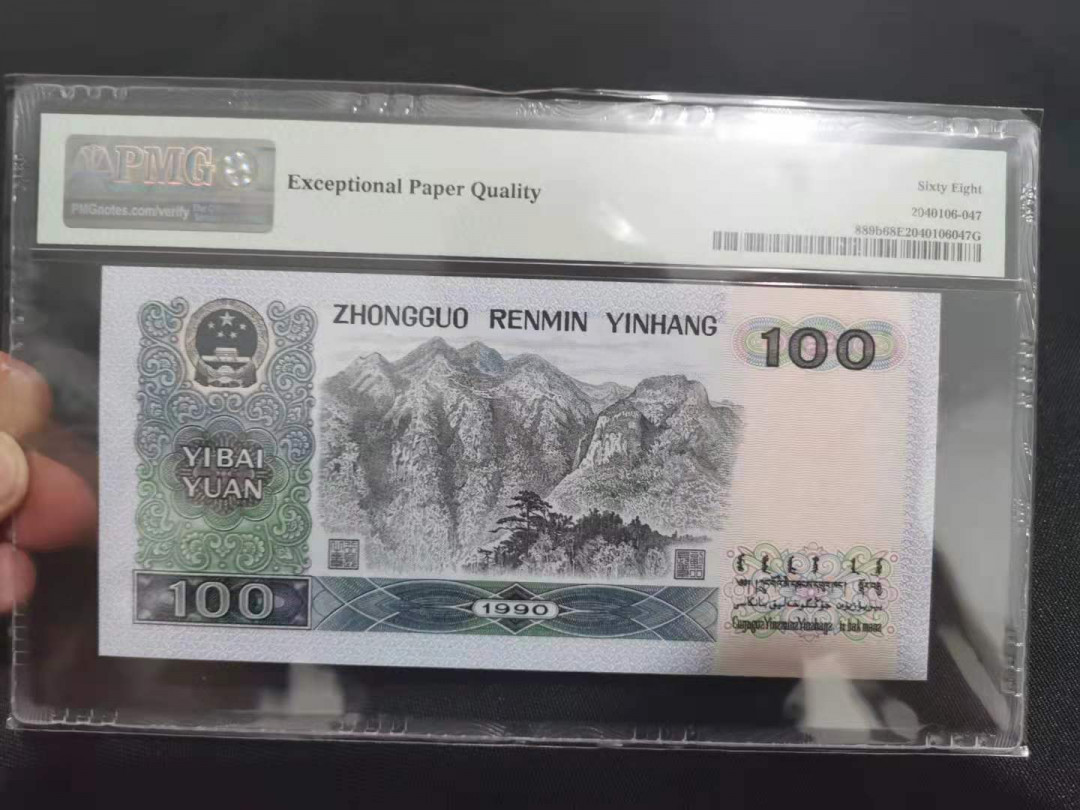 PMG
PMGnotes.com/verify
Exceptional Paper Quality
Sixty Eight
2040106-047
889b68E2040106047G
ZHONGGUO RENMIN YINHANG
100
YIBAI
YUAN
100
1990